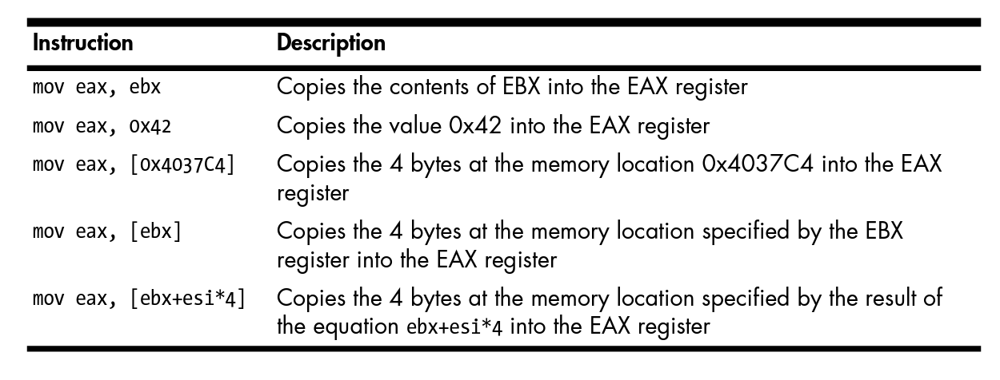 Instruction Description
mov eax, ebx Copies the contents of EBX into the EAX register
mov eax, 0x42 Copies the value 0x42 into the EAX register
mov eax, [0x4037C4] Copies the 4 bytes at the memory location 0x4037C4 into the EAX
register
mov eax, [ebx] Copies the 4 bytes at the memory location specified by the EBX
register into the EAX register
mov eax, [ebx+esi*4] Copies the 4 bytes at the memory location specified by the result of
the equation ebx+esi*4 into the EAX register